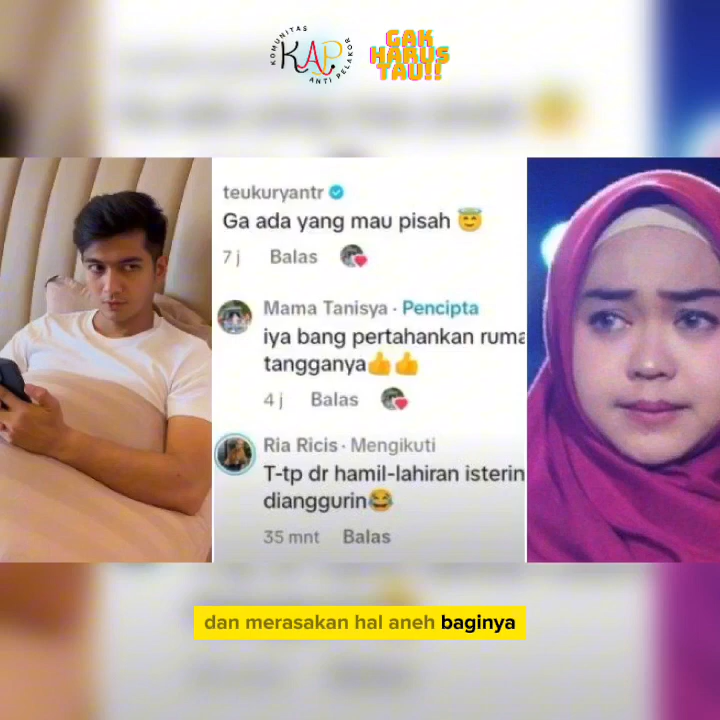 KOMUNITAS
KAP
ANTI PELAKOR
GAK
HARUS
TAU!!
teukuryantr
Ga ada yang mau pisah 😇
7 j Balas
Mama Tanisya · Pencipta
iya bang pertahankan ruma
tangganya👍👍
4 j Balas
Ria Ricis · Mengikuti
T-tp dr hamil-lahiran isterin
dianggurin😂
35 mnt Balas
dan merasakan hal aneh baginya